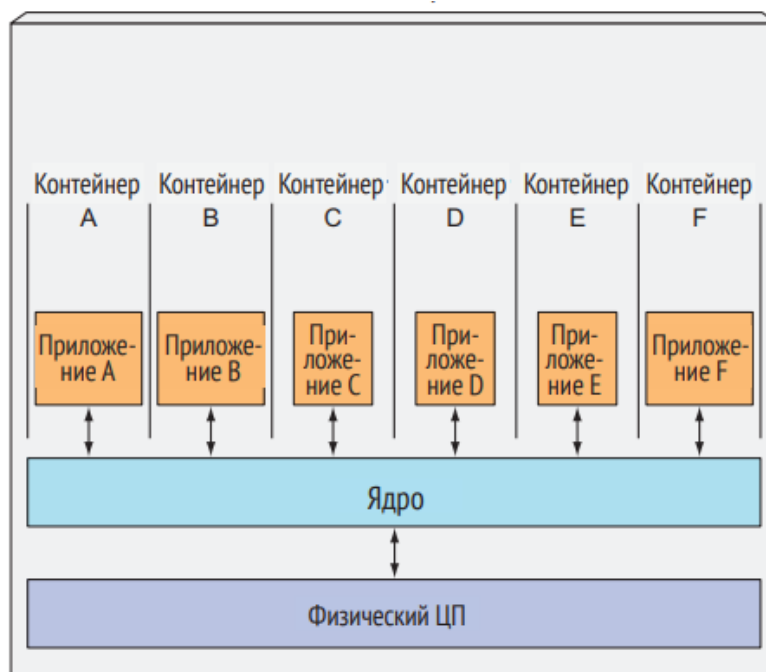 Контейнер Контейнер Контейнер Контейнер Контейнер Контейнер
A B C D E F
Приложе-
ние A
Приложе-
ние B
При-
ложе-
ние C
При-
ложе-
ние D
При-
ложе-
ние E
Приложе-
ние F
Ядро
Физический ЦП